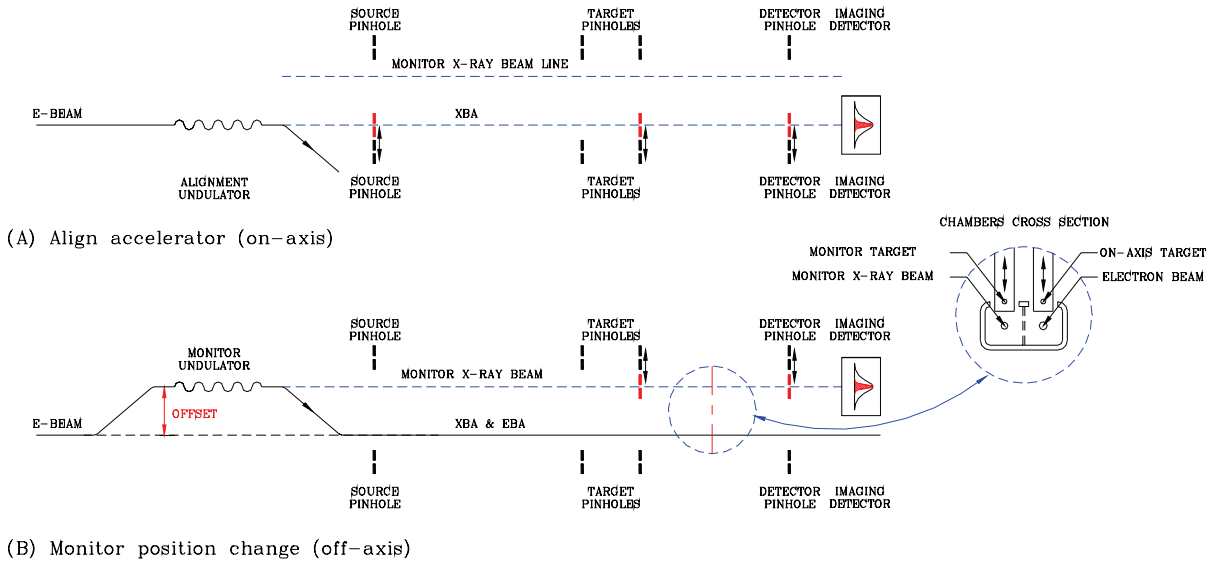 SOURCE
PINHOLE
TARGET
PINHOLES
DETECTOR
PINHOLE
IMAGING
DETECTOR
MONITOR X-RAY BEAM LINE
E-BEAM
XBA
ALIGNMENT
UNDULATOR
SOURCE
PINHOLE
TARGET
PINHOLES
DETECTOR
PINHOLE
IMAGING
DETECTOR
(A) Align accelerator (on-axis)
CHAMBERS CROSS SECTION
MONITOR TARGET
ON-AXIS TARGET
MONITOR X-RAY BEAM
ELECTRON BEAM
SOURCE
PINHOLE
TARGET
PINHOLES
DETECTOR
PINHOLE
IMAGING
DETECTOR
MONITOR
UNDULATOR
MONITOR X-RAY BEAM
OFFSET
E-BEAM
XBA & EBA
SOURCE
PINHOLE
TARGET
PINHOLES
DETECTOR
PINHOLE
IMAGING
DETECTOR
(B) Monitor position change (off-axis)